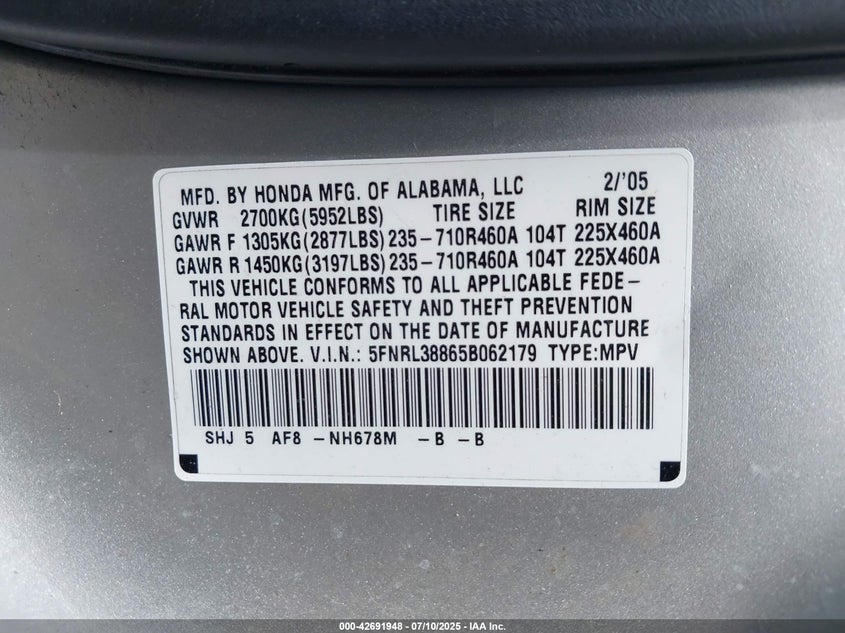 MFD. BY HONDA MFG. OF ALABAMA, LLC 2/'05
GVWR 2700KG(5952LBS) TIRE SIZE RIM SIZE
GAWR F 1305KG(2877LBS) 235-710R460A 104T 225X460A
GAWR R 1450KG(3197LBS) 235-710R460A 104T 225X460A
THIS VEHICLE CONFORMS TO ALL APPLICABLE FEDE-
RAL MOTOR VEHICLE SAFETY AND THEFT PREVENTION
STANDARDS IN EFFECT ON THE DATE OF MANUFACTURE
SHOWN ABOVE. V.I.N.: 5FNRL38865B062179 TYPE:MPV
SHJ 5 AF8 -NH678M -B -B
000-42691948 - 07/10/2025 - IAA Inc.